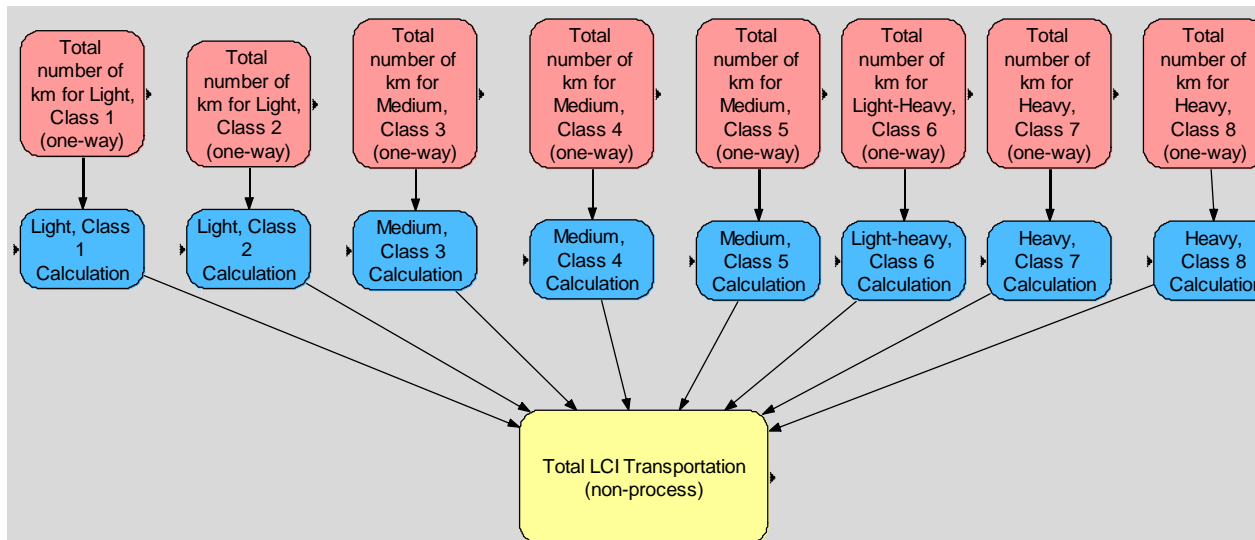 Total
number of
km for Light,
Class 1
(one-way)
Total
number of
km for Light,
Class 2
(one-way)
Total
number of
km for
Medium,
Class 3
(one-way)
Total
number of
km for
Medium,
Class 4
(one-way)
Total
number of
km for
Medium,
Class 5
(one-way)
Total
number of
km for
Light-Heavy,
Class 6
(one-way)
Total
number of
km for
Heavy,
Class 7
(one-way)
Total
number of
km for
Heavy,
Class 8
(one-way)
Light, Class
1
Calculation
Light, Class
2
Calculation
Medium,
Class 3
Calculation
Medium,
Class 4
Calculation
Medium,
Class 5
Calculation
Light-heavy,
Class 6
Calculation
Heavy,
Class 7
Calculation
Heavy,
Class 8
Calculation
Total LCI Transportation
(non-process)